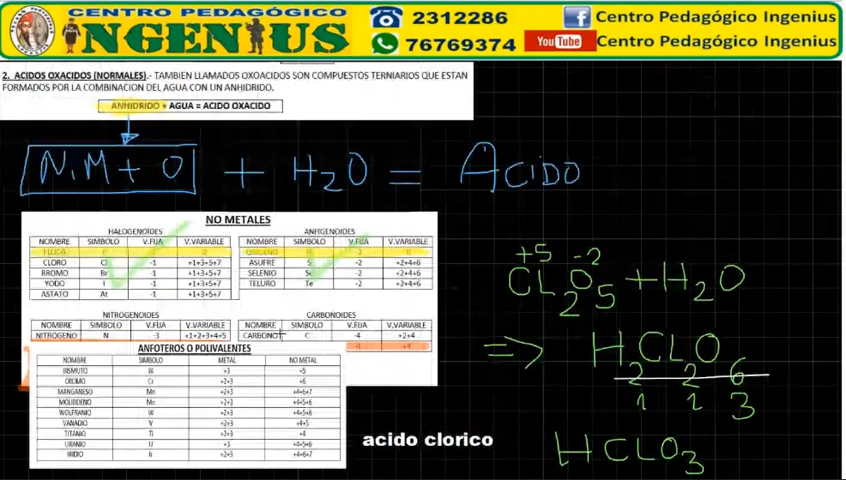 CENTRO PEDAGÓGICO
INGENIUS
2312286
76769374
f Centro Pedagógico Ingenius
YouTube Centro Pedagógico Ingenius
2. ACIDOS OXACIDOS (NORMALES).- TAMBIEN LLAMADOS OXOACIDOS SON COMPUESTOS TERNIARIOS QUE ESTAN
FORMADOS POR LA COMBINACION DEL AGUA CON UN ANHIDRIDO.
ANHIDRIDO + AGUA = ACIDO OXACIDO
N.M + O + H2O = Acido
NO METALES
HALOGENOIDES
NOMBRE SIMBOLO V.FIJA V.VARIABLE
FLUOR F -1 0
CLORO Cl -1 +1+3+5+7
BROMO Br -1 +1+3+5+7
YODO I -1 +1+3+5+7
ASTATO At -1 +1+3+5+7
ANFIGENOIDES
NOMBRE SIMBOLO V.FIJA V.VARIABLE
-2 0
ASUFRE S -2 +2+4+6
SELENIO Se -2 +2+4+6
TELURO Te -2 +2+4+6
NITROGENOIDES
NOMBRE SIMBOLO V.FIJA V.VARIABLE
NITROGENO N -3 +1+2+3+4+5
CARBONOIDES
NOMBRE SIMBOLO V.FIJA V.VARIABLE
CARBONO C -4 +2+4
-4 +4
ANFOTEROS O POLIVALENTES
NOMBRE SIMBOLO METAL NO METAL
BISMUTO Bi +3 +5
CROMO Cr +2+3 +6
MANGANESO Mn +2+3 +4+6+7
MOLIBDENO Mo +2+3 +4+5+6
WOLFRANIO W +2+3 +4+5+6
VANADIO V +2+3 +4+5
TITANIO Ti +2+3 +4
URANIO U +3 +4+5+6
IRIDIO Ir +2+3 +4+6+7
+5 -2
CL2O5 + H2O
=> H2CL2O6
1 1 3
HCLO3
acido clorico